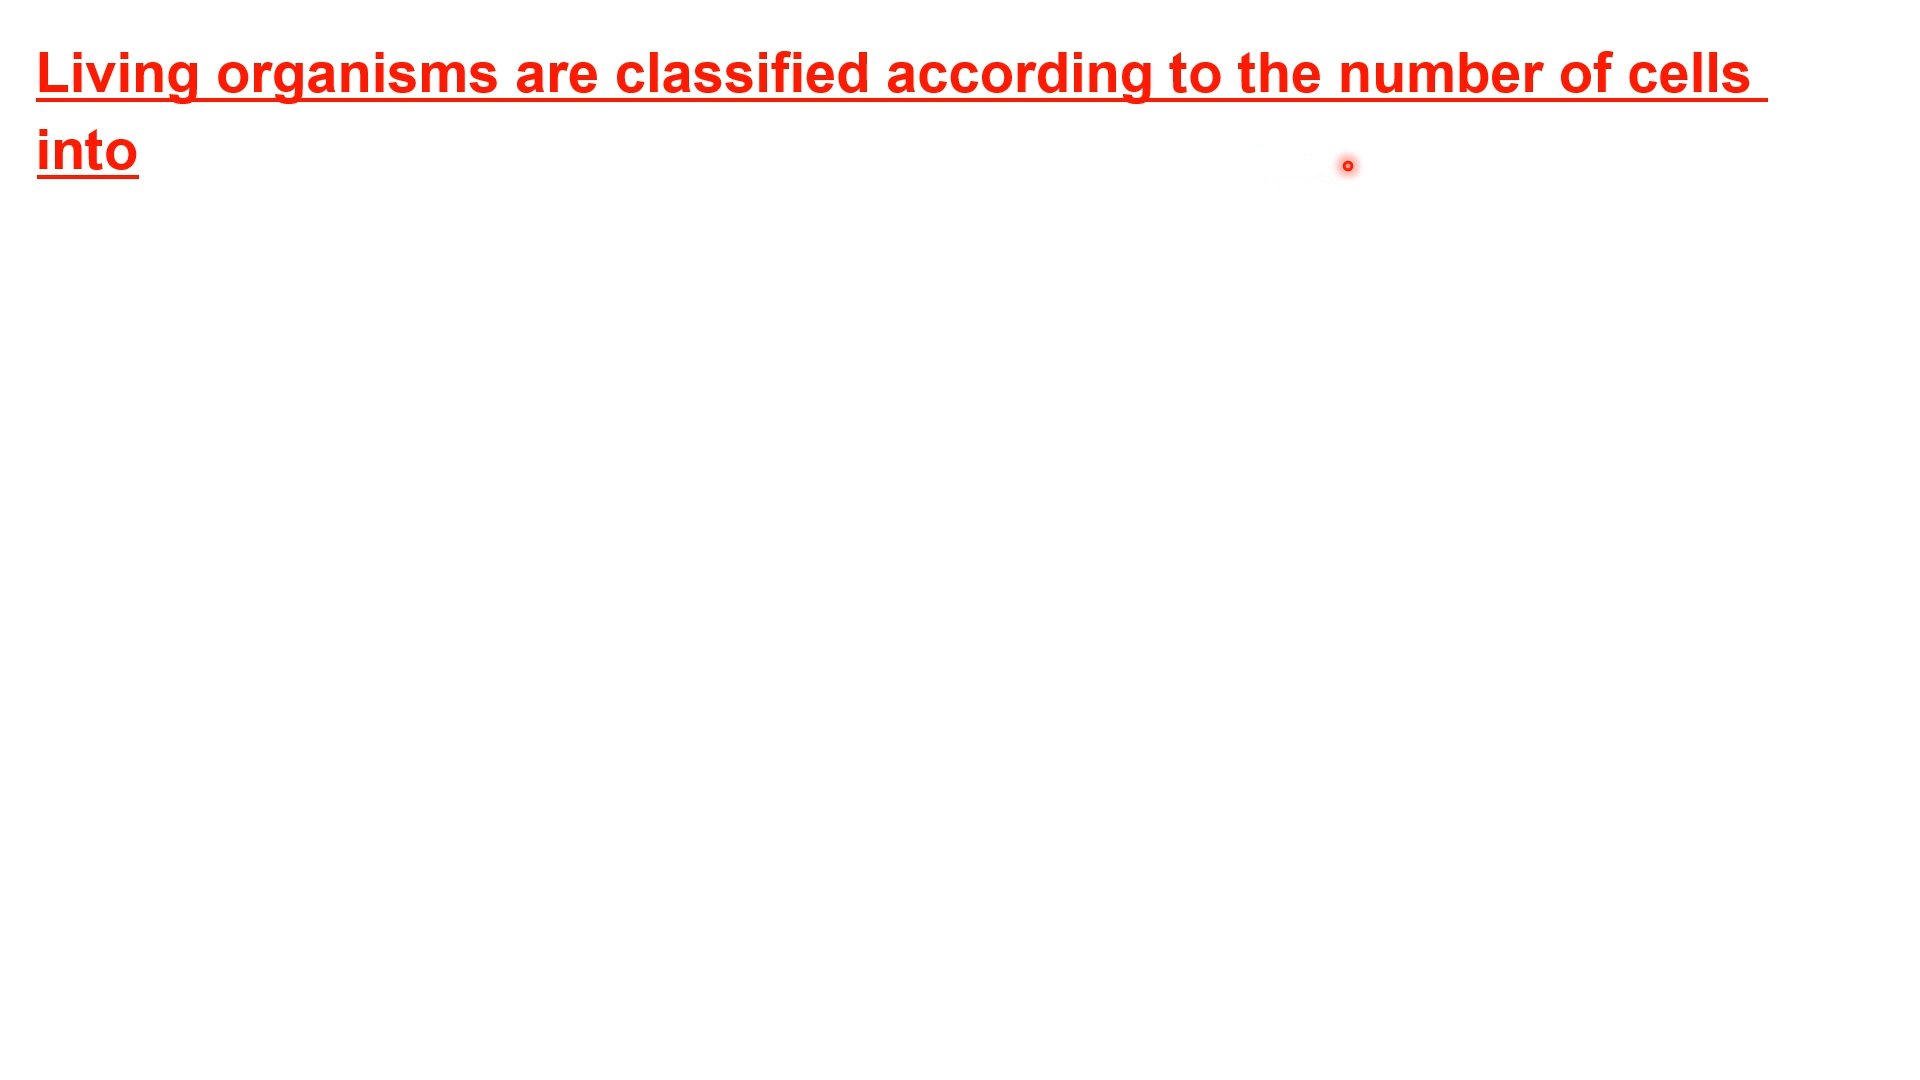 Living organisms are classified according to the number of cells
into